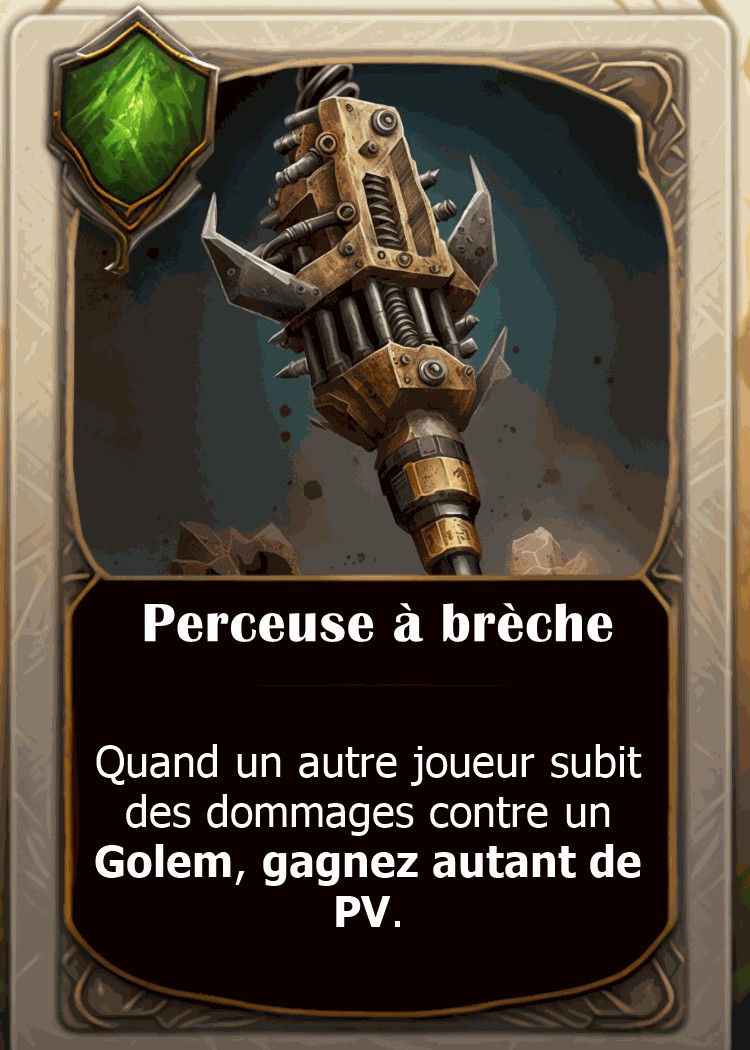 Perceuse à brèche
Quand un autre joueur subit
des dommages contre un
Golem, gagnez autant de
PV.